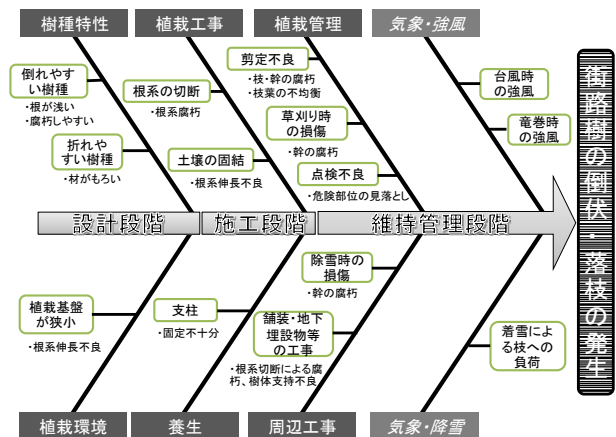 樹種特性
植栽工事
植栽管理
気象・強風
倒れやす
い樹種
・根が浅い
・腐朽しやすい
折れや
すい樹種
・材がもろい
根系の切断
・根系腐朽
土壌の固結
・根系伸長不良
剪定不良
・枝・幹の腐朽
・枝葉の不均衡
草刈り時
の損傷
・幹の腐朽
点検不良
・危険部位の見落とし
台風時
の強風
竜巻時
の強風
設計段階
施工段階
維持管理段階
街路樹の倒伏・落枝の発生
植栽基盤
が狭小
・根系伸長不良
支柱
・固定不十分
除雪時の
損傷
・幹の腐朽
舗装・地下
埋設物等
の工事
・根系切断による腐
朽、樹体支持不良
着雪によ
る枝への
負荷
植栽環境
養生
周辺工事
気象・降雪